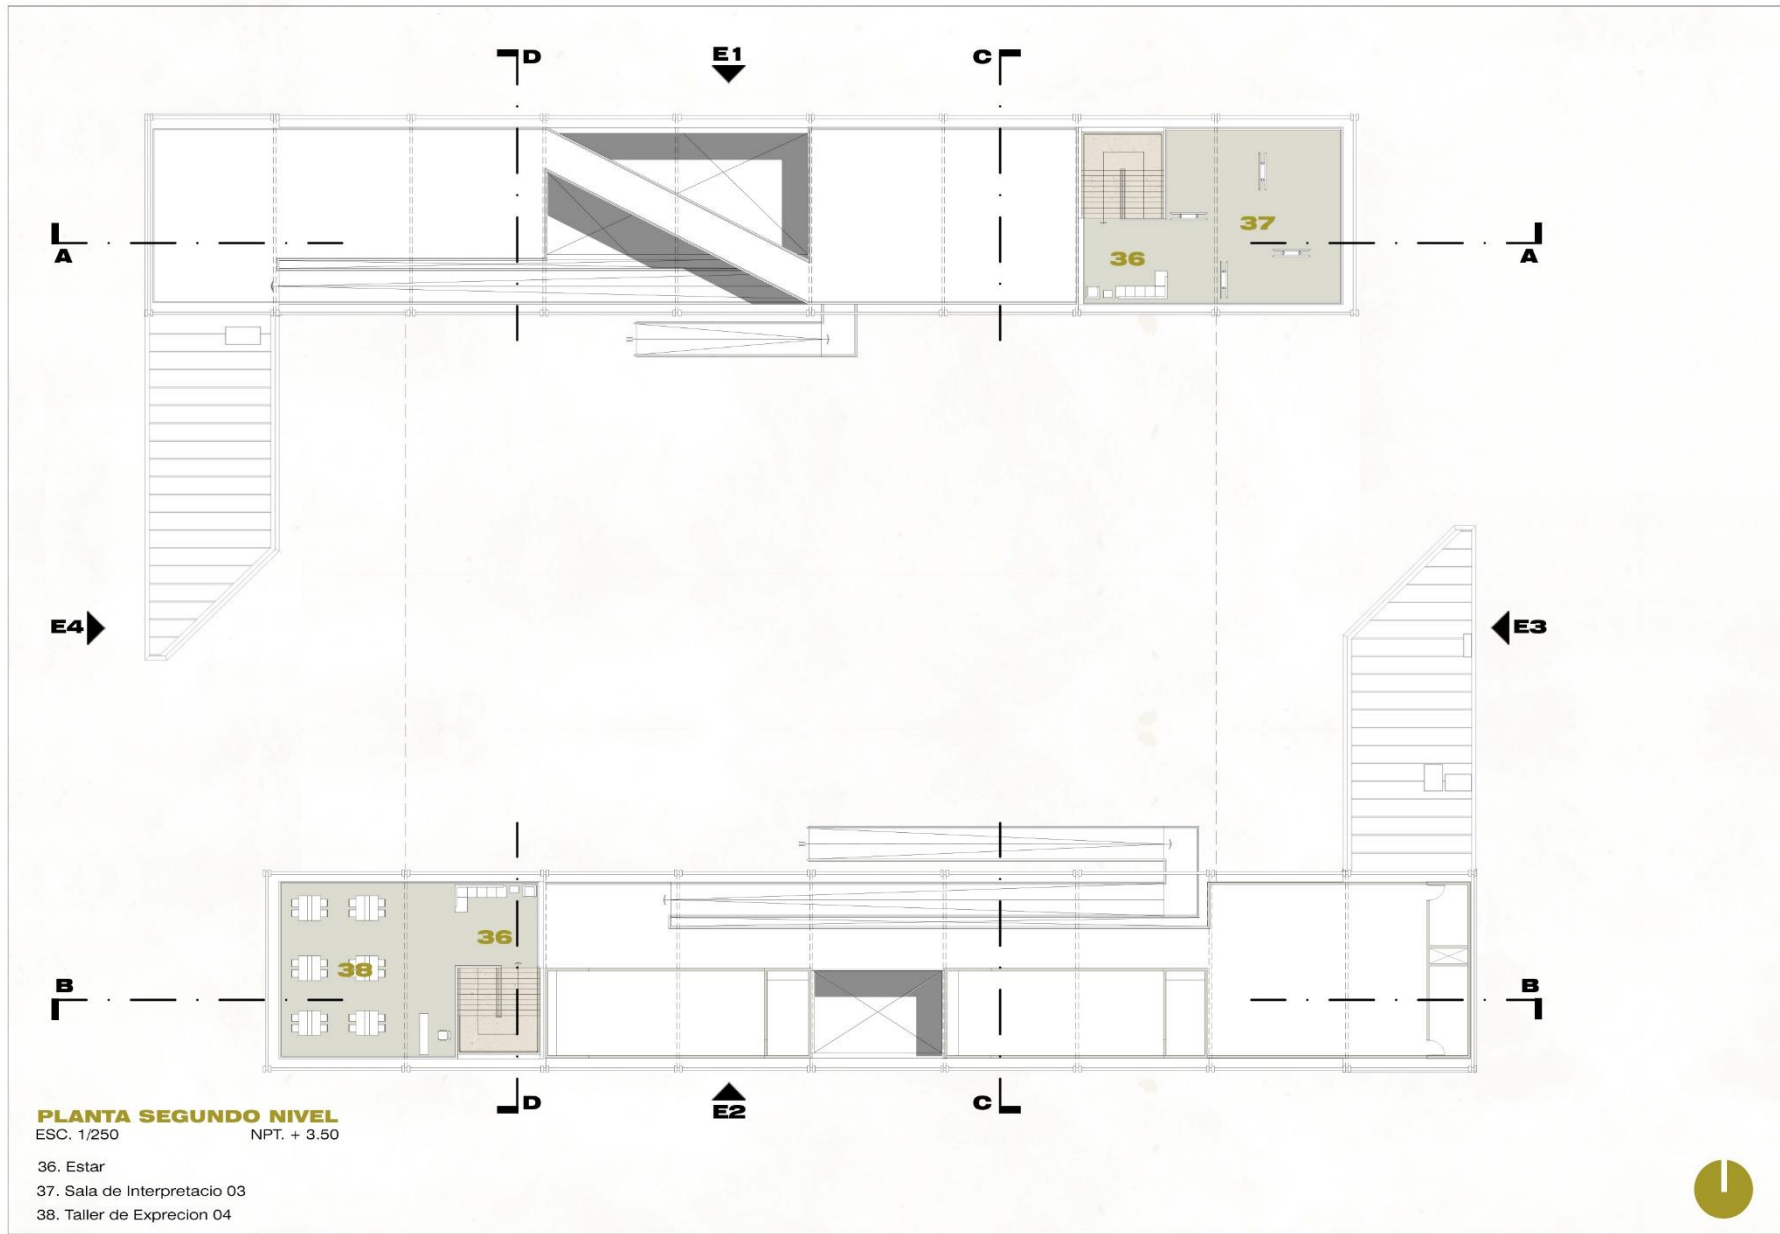 D E1 C
37
36
A A
E4 E3
36
38
B B
D E2 C
PLANTA SEGUNDO NIVEL
ESC. 1/250 NPT. + 3.50
36. Estar
37. Sala de Interpretacio 03
38. Taller de Exprecion 04